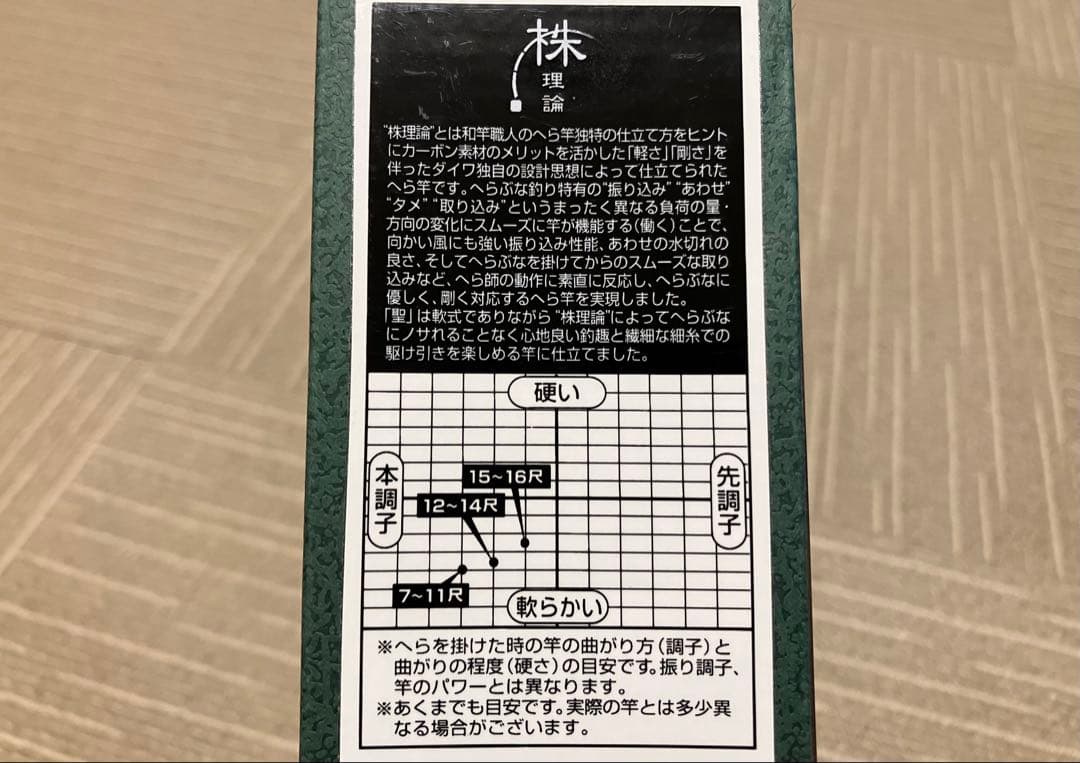 株
理
論
“株理論”とは和竿職人のへら竿独特の仕立て方をヒント
にカーボン素材のメリットを活かした「軽さ」「剛さ」を
伴ったダイワ独自の設計思想によって仕立てられた
へら竿です。へらぶな釣り特有の“振り込み”“あわせ”
“タメ”“取り込み”というまったく異なる負荷の量・
方向の変化にスムーズに竿が機能する(働く)ことで、
向かい風にも強い振り込み性能、あわせの水切れの
良さ、そしてへらぶなを掛けてからのスムーズな取り
込みなど、へら師の動作に素直に反応し、へらぶなに
優しく、剛く対応するへら竿を実現しました。
「聖」は軟式でありながら“株理論”によってへらぶな
にノサれることなく心地良い釣趣と繊細な細糸での
駆け引きを楽しめる竿に仕立てました。
硬い
本調子
先調子
15~16尺
12~14尺
7~11尺
軟らかい
※へらを掛けた時の竿の曲がり方(調子)と
曲がりの程度(硬さ)の目安です。振り調子、
竿のパワーとは異なります。
※あくまでも目安です。実際の竿とは多少異
なる場合がございます。